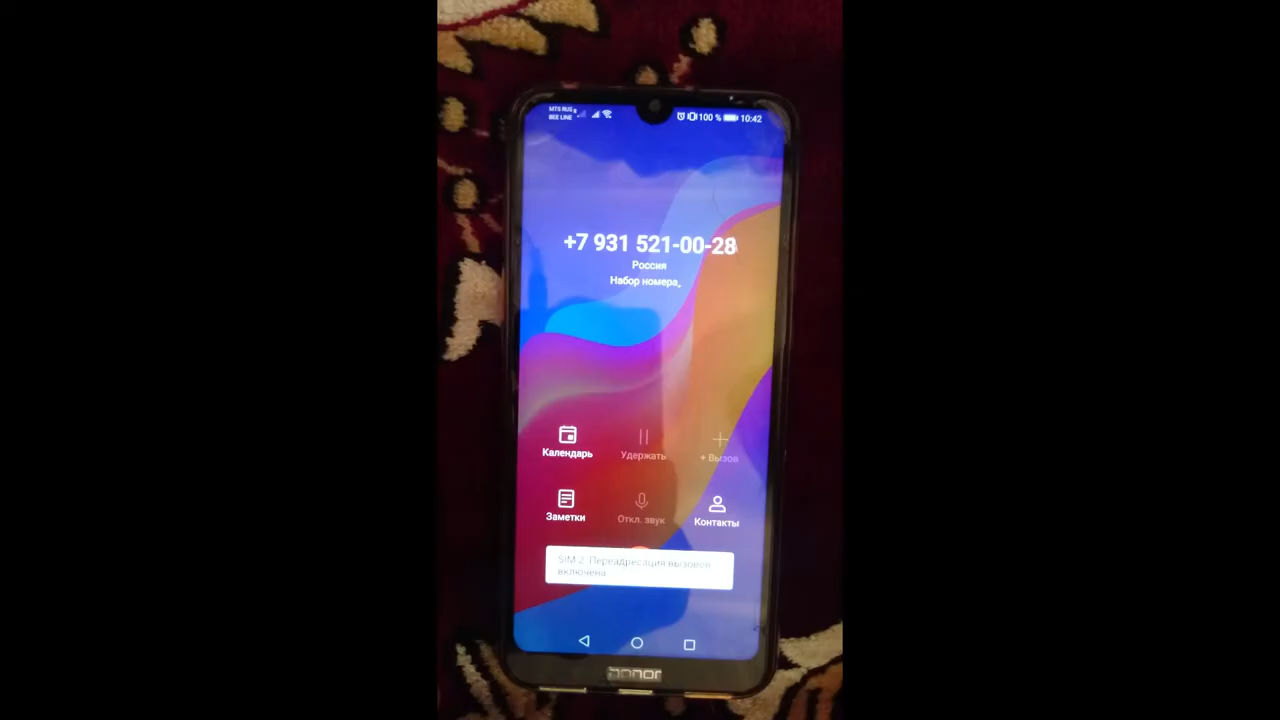 MTS RUS
BEE LINE
100 % 10:42
+7 931 521-00-28
Россия
Набор номера
Календарь
Удержать
+ Вызов
Заметки
Откл. звук
Контакты
SIM 2: Переадресация вызовов
включена
honor